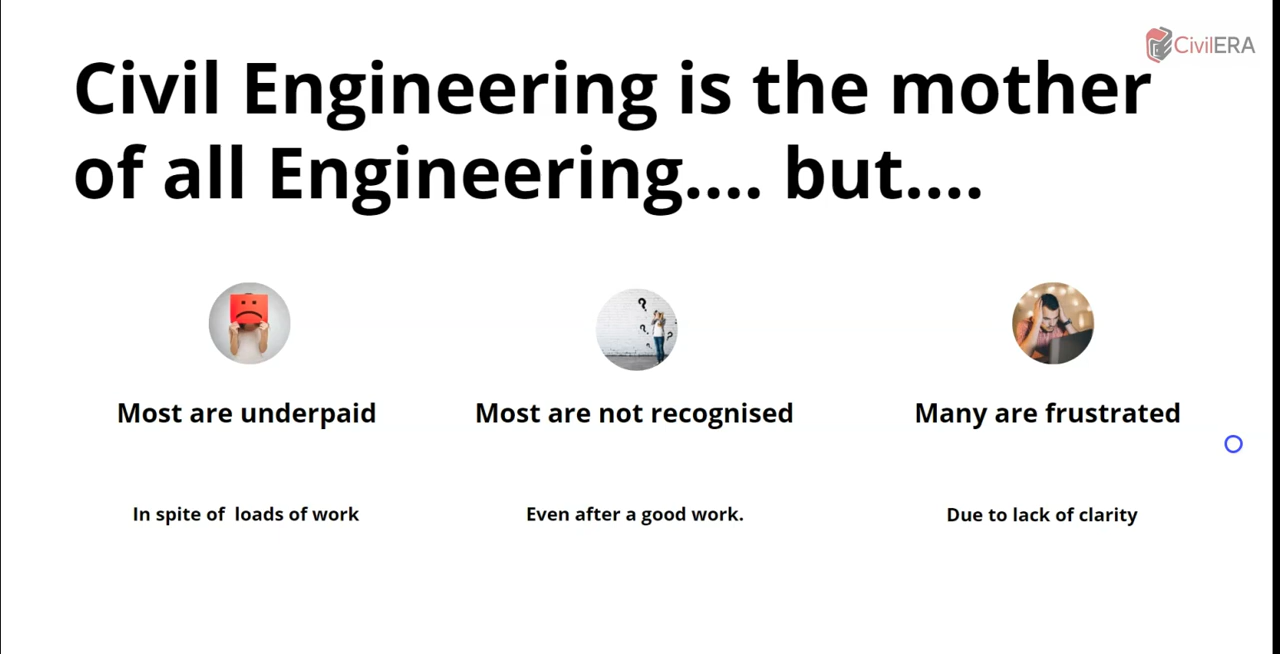 CivilERA
Civil Engineering is the mother
of all Engineering.... but....
? ? ? ?
Most are underpaid
Most are not recognised
Many are frustrated
In spite of loads of work
Even after a good work.
Due to lack of clarity